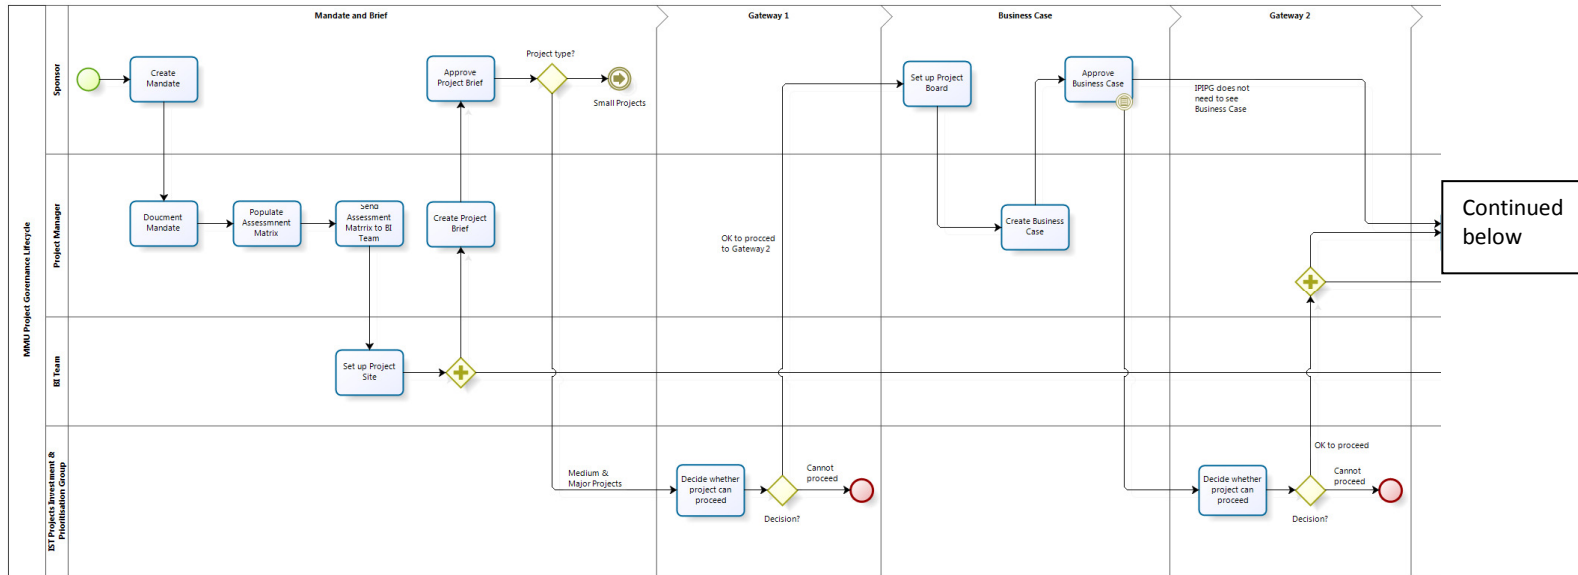 Mandate and Brief
Gateway 1
Business Case
Gateway 2
MMU Project Gorernance Lifecycle
Sponsor
Create
Mandate
Approve
Project Brief
Project type?
Small Projects
Set up Project
Board
Approve
Business Case
IPIPG does not
need to see
Business Case
Project Manager
Doucment
Mandate
Populate
Assessmnent
Matrix
Send
Assessment
Matrrix to BI
Team
Create Project
Brief
OK to procced
to Gateway 2
Create Business
Case
Continued
below
BI Team
Set up Project
Site
IST Projects Investment &
Prioritisation Group
Medium &
Major Projects
Decide whether
project can
proceed
Cannot
proceed
Decision?
OK to proceed
Decide whether
project can
proceed
Cannot
proceed
Decision?